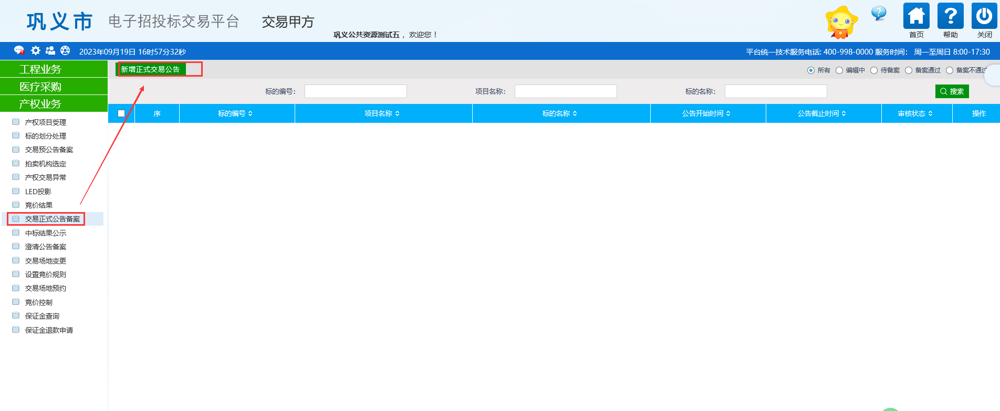 巩义市 电子招投标交易平台 交易甲方
巩义公共资源测试五 ，欢迎您！
首页 帮助 关闭
2023年09月19日 16时57分32秒 平台统一技术服务电话: 400-998-0000 服务时间： 周一至周日 8:00-17:30
工程业务
医疗采购
产权业务
产权项目受理
标的划分处理
交易预公告备案
拍卖机构选定
产权交易异常
LED投影
竟价结果
交易正式公告备案
中标结果公示
澄清公告备案
交易场地变更
设置竟价规则
交易场地预约
竟价控制
保证金查询
保证金退款申请
新增正式交易公告
所有 编辑中 待备案 备案通过 备案不通过
标的编号： 项目名称： 标的名称： 搜索
序 标的编号 项目名称 标的名称 公告开始时间 公告截止时间 审核状态 操作